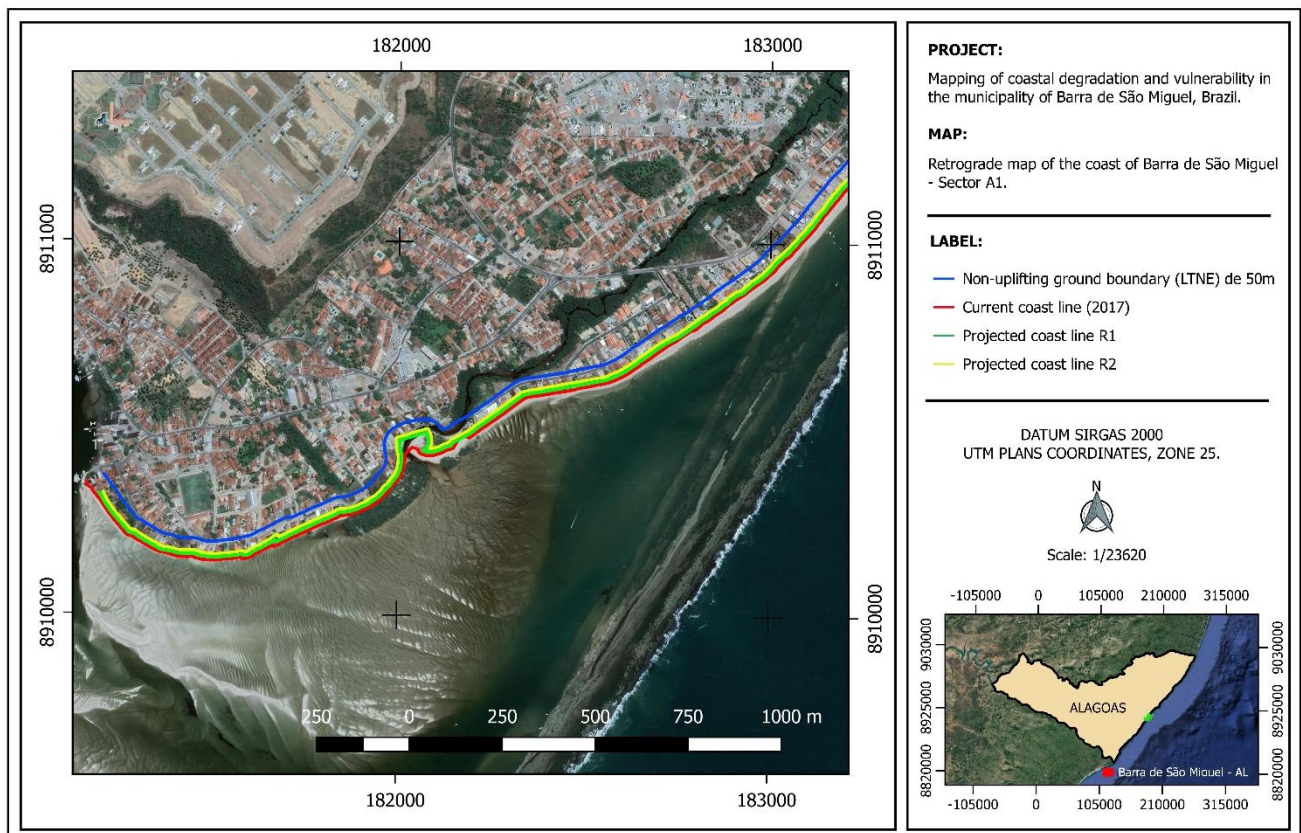 182000
183000
8911000
8911000
8910000
8910000
250
0
250
500
750
1000 m
182000
183000
PROJECT:
Mapping of coastal degradation and vulnerability in
the municipality of Barra de São Miguel, Brazil.
MAP:
Retrograde map of the coast of Barra de São Miguel
- Sector A1.
LABEL:
Non-uplifting ground boundary (LTNE) de 50m
Current coast line (2017)
Projected coast line R1
Projected coast line R2
DATUM SIRGAS 2000
UTM PLANS COORDINATES, ZONE 25.
N
Scale: 1/23620
-105000
0
105000
210000
315000
9030000
9030000
8925000
8925000
8820000
8820000
ALAGOAS
Barra de São Miguel - AL
-105000
0
105000
210000
315000